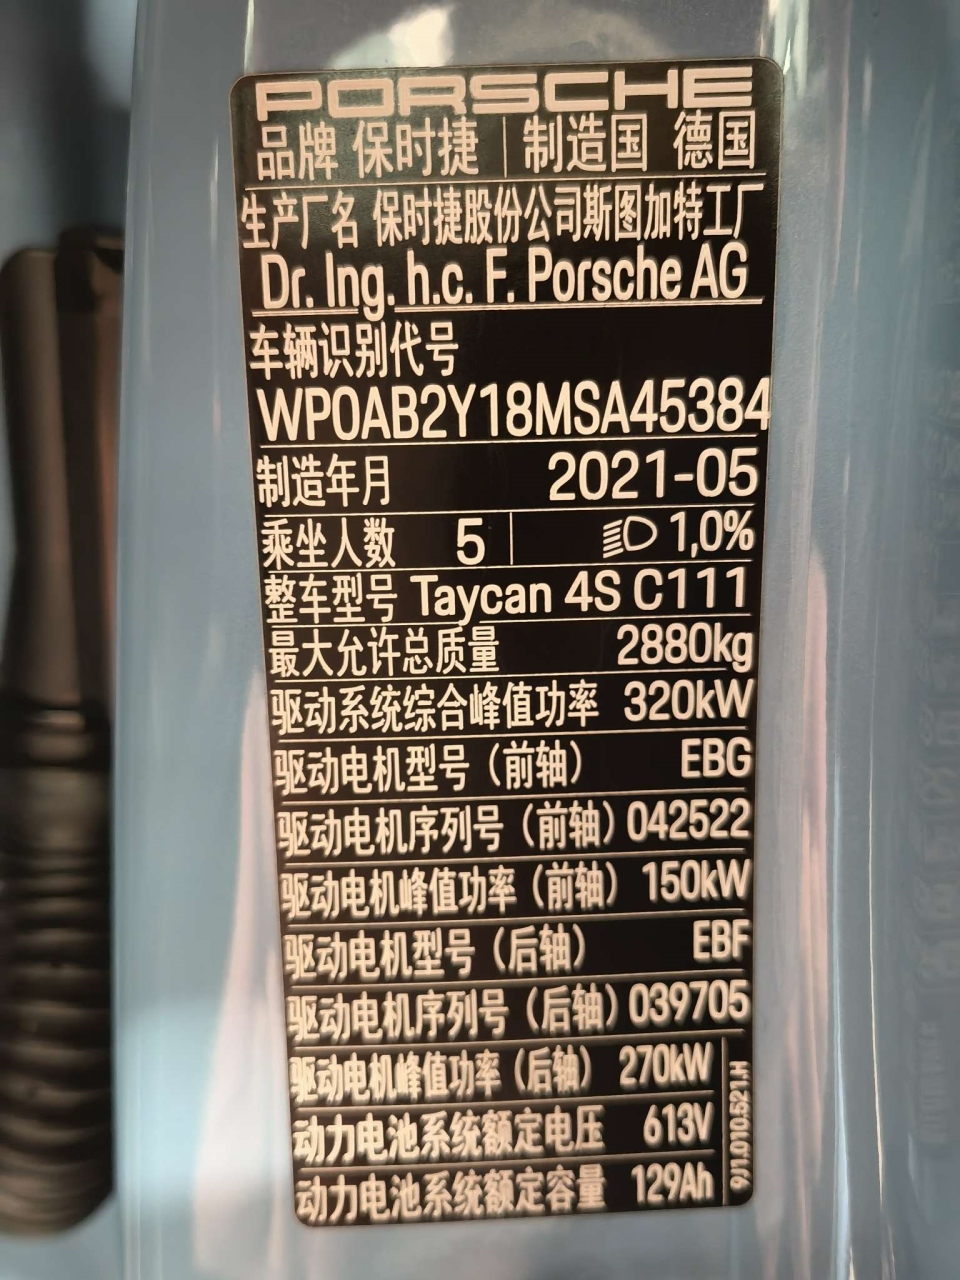 PORSCHE
品牌 保时捷 制造国 德国
生产厂名 保时捷股份公司斯图加特工厂
Dr. Ing. h.c. F. Porsche AG
车辆识别代号
WP0AB2Y18MSA45384
制造年月 2021-05
乘坐人数 5 1,0%
整车型号 Taycan 4S C111
最大允许总质量 2880kg
驱动系统综合峰值功率 320kW
驱动电机型号（前轴） EBG
驱动电机序列号（前轴）042522
驱动电机峰值功率（前轴） 150kW
驱动电机型号（后轴） EBF
驱动电机序列号（后轴）039705
驱动电机峰值功率（后轴） 270kW
动力电池系统额定电压 613V
动力电池系统额定容量 129Ah
9J1.010.521.H